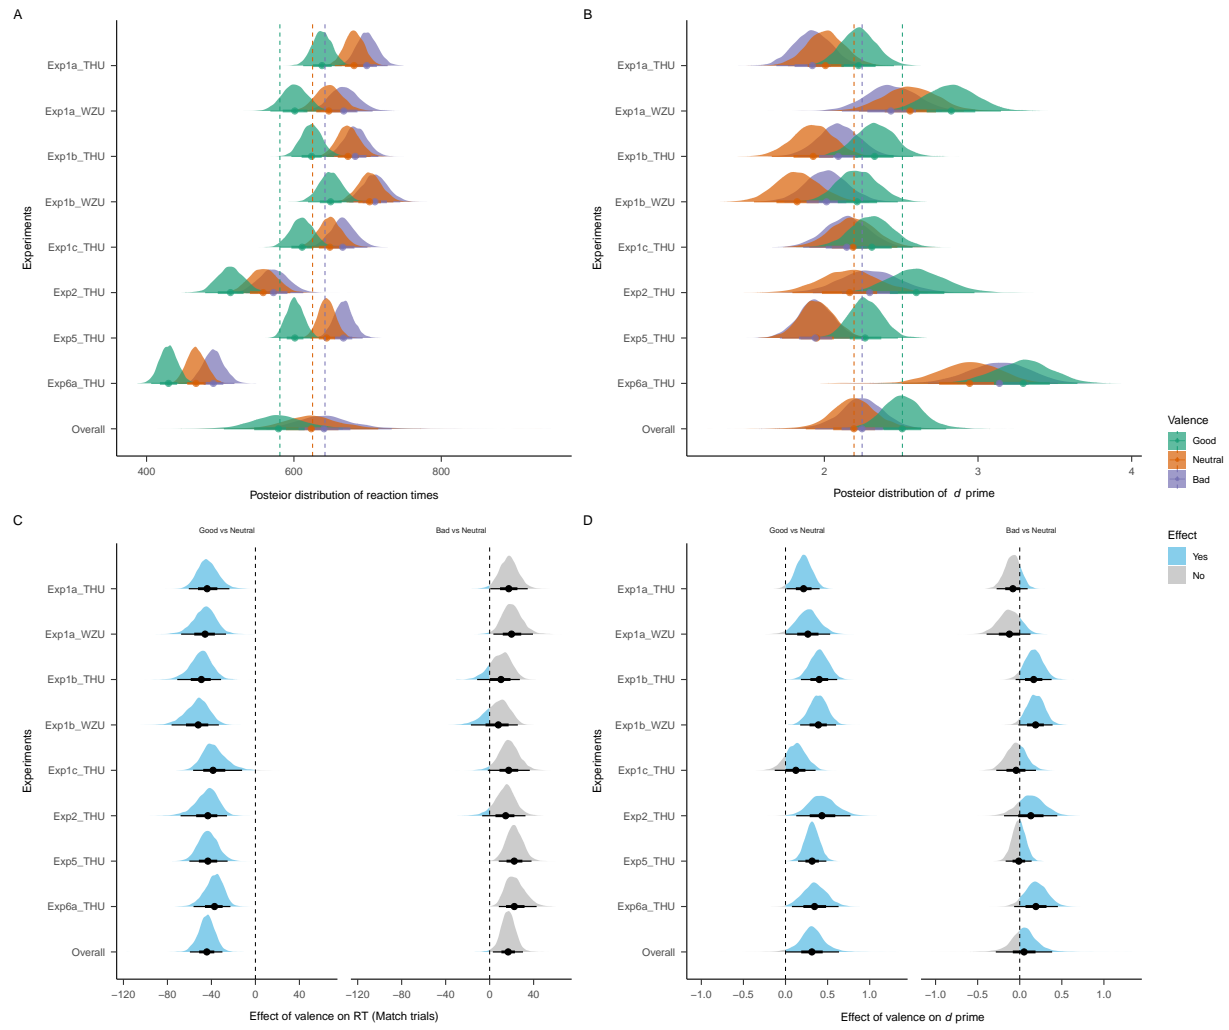 A
Experiments
Exp1a_THU
Exp1a_WZU
Exp1b_THU
Exp1b_WZU
Exp1c_THU
Exp2_THU
Exp5_THU
Exp6a_THU
Overall
400 600 800
Posteior distribution of reaction times
B
Experiments
Exp1a_THU
Exp1a_WZU
Exp1b_THU
Exp1b_WZU
Exp1c_THU
Exp2_THU
Exp5_THU
Exp6a_THU
Overall
2 3 4
Posteior distribution of d prime
Valence
Good
Neutral
Bad
C
Good vs Neutral Bad vs Neutral
Experiments
Exp1a_THU
Exp1a_WZU
Exp1b_THU
Exp1b_WZU
Exp1c_THU
Exp2_THU
Exp5_THU
Exp6a_THU
Overall
−120 −80 −40 0 40 −120 −80 −40 0 40
Effect of valence on RT (Match trials)
D
Good vs Neutral Bad vs Neutral
Experiments
Exp1a_THU
Exp1a_WZU
Exp1b_THU
Exp1b_WZU
Exp1c_THU
Exp2_THU
Exp5_THU
Exp6a_THU
Overall
−1.0 −0.5 0.0 0.5 1.0 −1.0 −0.5 0.0 0.5 1.0
Effect of valence on d prime
Effect
Yes
No